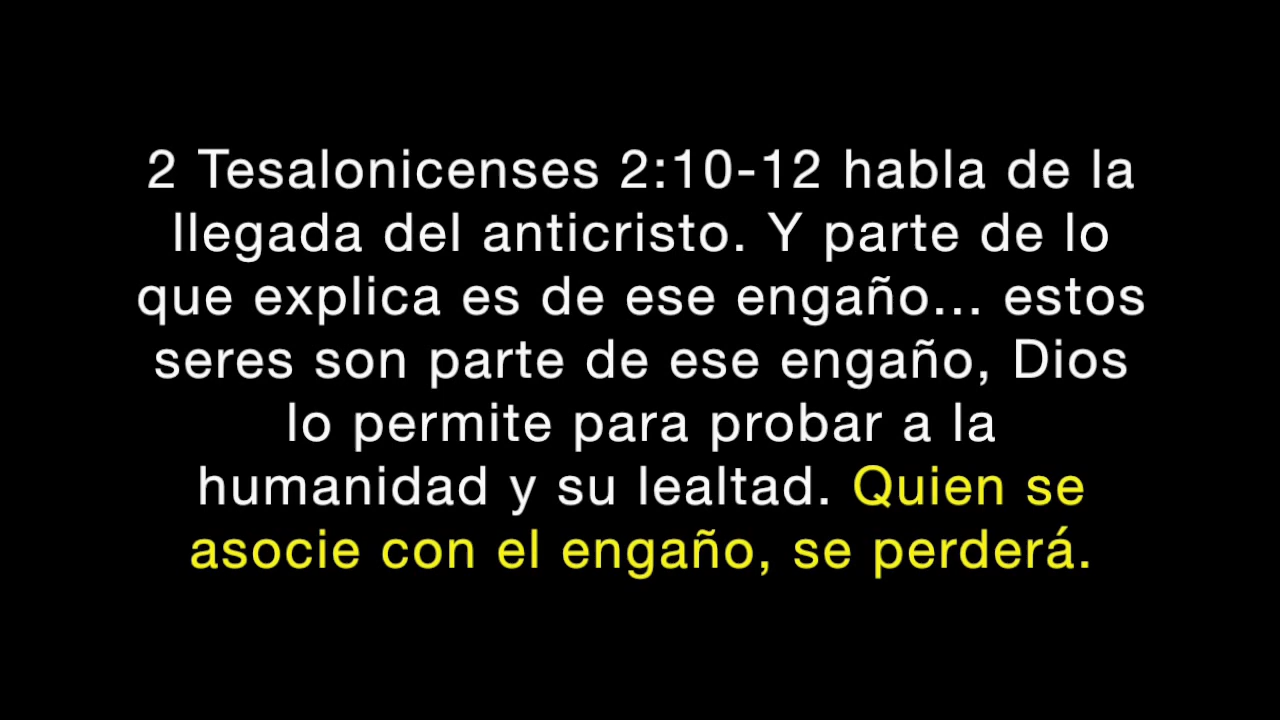 2 Tesalonicenses 2:10-12 habla de la
llegada del anticristo. Y parte de lo
que explica es de ese engaño... estos
seres son parte de ese engaño, Dios
lo permite para probar a la
humanidad y su lealtad. Quien se
asocie con el engaño, se perderá.